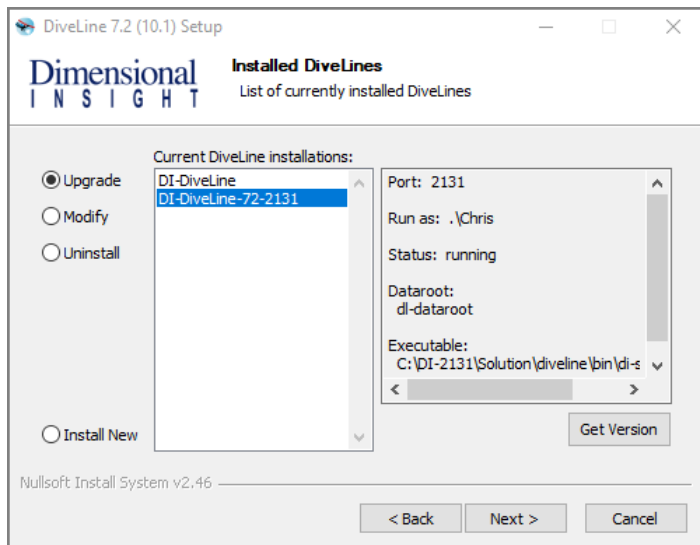 DiveLine 7.2 (10.1) Setup
Dimensional
INSIGHT
Installed DiveLines
List of currently installed DiveLines
Current DiveLine installations:
Upgrade
Modify
Uninstall
Install New
DI-DiveLine
DI-DiveLine-72-2131
Port: 2131
Run as: .\Chris
Status: running
Dataroot:
dl-dataroot
Executable:
C:\DI-2131\Solution\diveline\bin\di-s
Get Version
Nullsoft Install System v2.46
< Back
Next >
Cancel